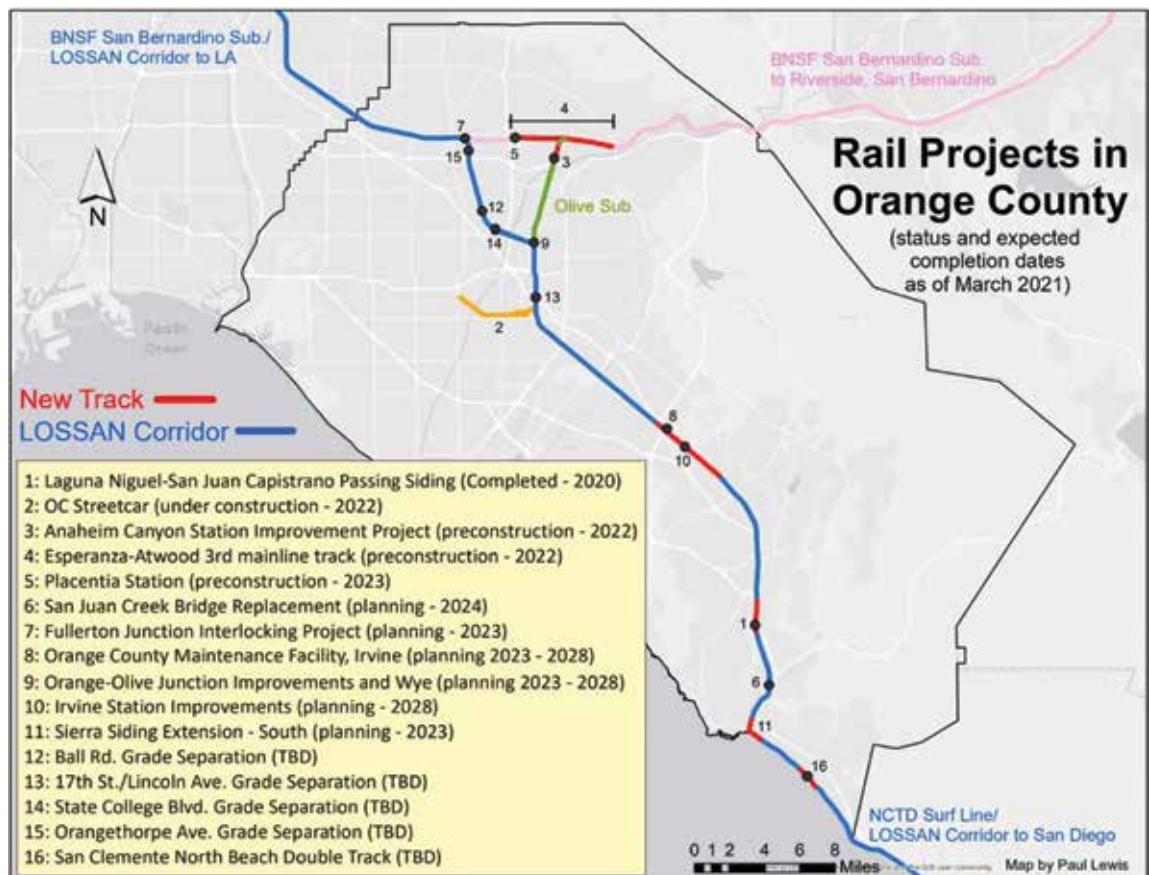 BNSF San Bernardino Sub./
LOSSAN Corridor to LA
BNSF San Bernardino Sub.
to Riverside, San Bernardino
Rail Projects in
Orange County
(status and expected
completion dates
as of March 2021)
4
7
5
15
3
12
Olive Sub.
14
9
13
2
N
Pacific
Ocean
New Track
LOSSAN Corridor
8
10
1
6
11
16
1: Laguna Niguel-San Juan Capistrano Passing Siding (Completed - 2020)
2: OC Streetcar (under construction - 2022)
3: Anaheim Canyon Station Improvement Project (preconstruction - 2022)
4: Esperanza-Atwood 3rd mainline track (preconstruction - 2022)
5: Placentia Station (preconstruction - 2023)
6: San Juan Creek Bridge Replacement (planning - 2024)
7: Fullerton Junction Interlocking Project (planning - 2023)
8: Orange County Maintenance Facility, Irvine (planning 2023 - 2028)
9: Orange-Olive Junction Improvements and Wye (planning 2023 - 2028)
10: Irvine Station Improvements (planning - 2028)
11: Sierra Siding Extension - South (planning - 2023)
12: Ball Rd. Grade Separation (TBD)
13: 17th St./Lincoln Ave. Grade Separation (TBD)
14: State College Blvd. Grade Separation (TBD)
15: Orangethorpe Ave. Grade Separation (TBD)
16: San Clemente North Beach Double Track (TBD)
NCTD Surf Line/
LOSSAN Corridor to San Diego
0 1 2 4 6 8
Miles
Map by Paul Lewis